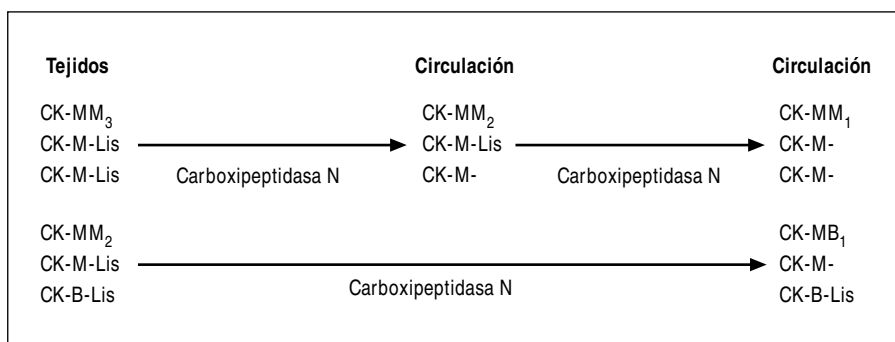 Tejidos Circulación Circulación
CK-MM₃ CK-MM₂ CK-MM₁
CK-M-Lis CK-M-Lis CK-M-
CK-M-Lis Carboxipeptidasa N CK-M- Carboxipeptidasa N CK-M-
CK-MM₂ CK-MB₁
CK-M-Lis CK-M-
CK-B-Lis Carboxipeptidasa N CK-B-Lis